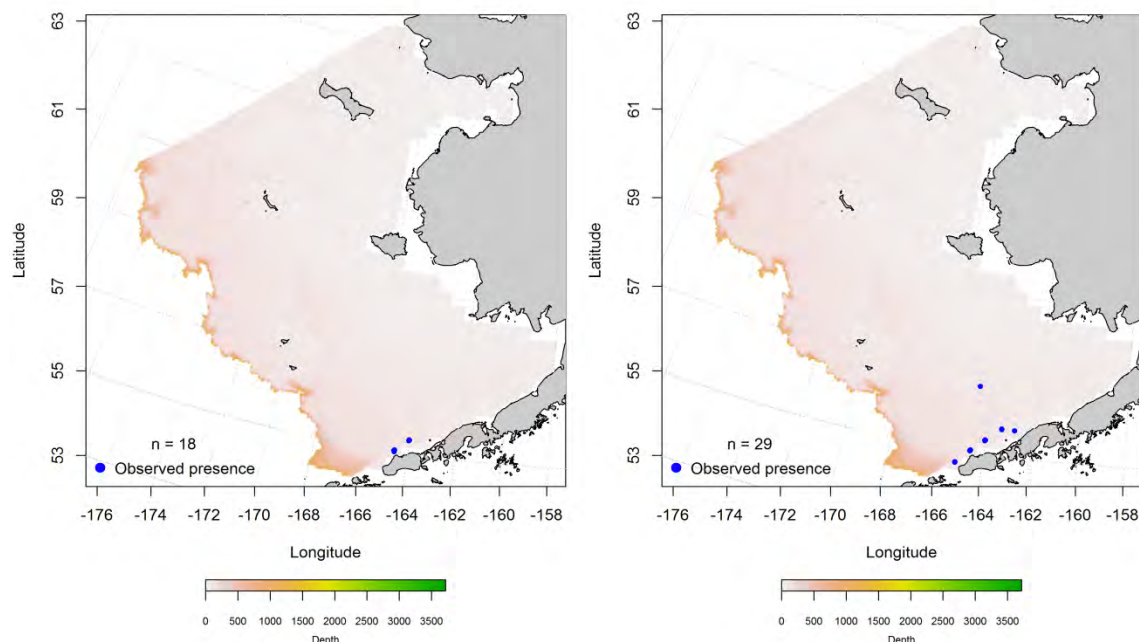 63
61
59
57
55
53
Latitude
n = 18
Observed presence
-176 -174 -172 -170 -168 -166 -164 -162 -160 -158
Longitude
0 500 1000 1500 2000 2500 3000 3500
Depth
63
61
59
57
55
53
Latitude
n = 29
Observed presence
-176 -174 -172 -170 -168 -166 -164 -162 -160 -158
Longitude
0 500 1000 1500 2000 2500 3000 3500
Depth